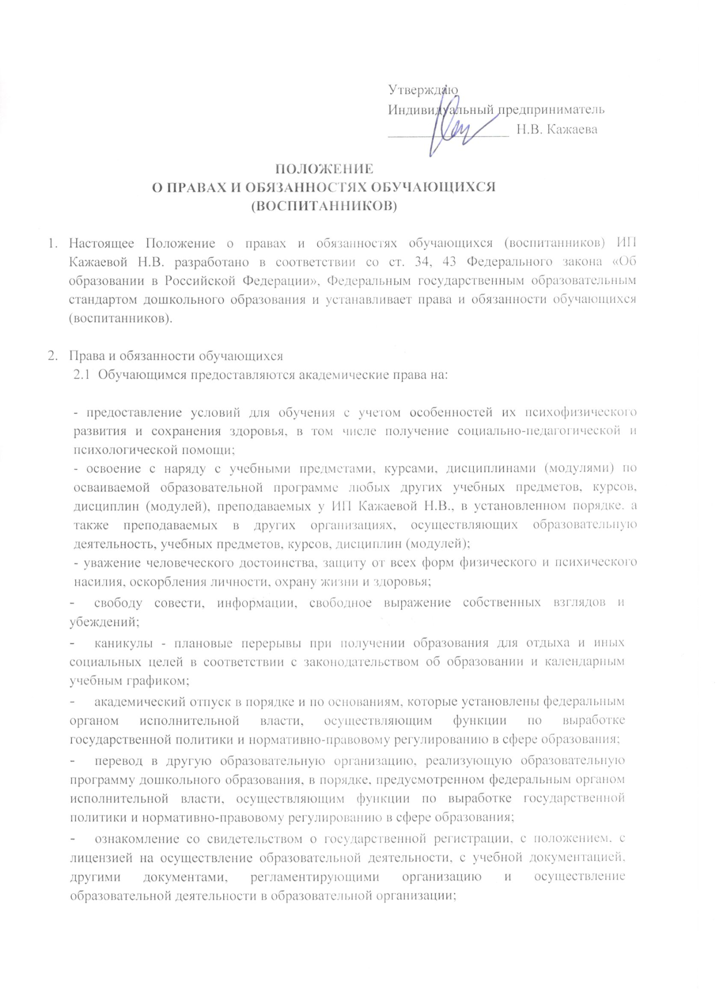 Утверждаю
Индивидуальный предприниматель
__________________ Н.В. Кажаева
ПОЛОЖЕНИЕ
О ПРАВАХ И ОБЯЗАННОСТЯХ ОБУЧАЮЩИХСЯ
(ВОСПИТАННИКОВ)
1. Настоящее Положение о правах и обязанностях обучающихся (воспитанников) ИП
Кажаевой Н.В. разработано в соответствии со ст. 34, 43 Федерального закона «Об
образовании в Российской Федерации», Федеральным государственным образовательным
стандартом дошкольного образования и устанавливает права и обязанности обучающихся
(воспитанников).
2. Права и обязанности обучающихся
2.1 Обучающимся предоставляются академические права на:
- предоставление условий для обучения с учетом особенностей их психофизического
развития и сохранения здоровья, в том числе получение социально-педагогической и
психологической помощи;
- освоение с наряду с учебными предметами, курсами, дисциплинами (модулями) по
осваиваемой образовательной программе любых других учебных предметов, курсов,
дисциплин (модулей), преподаваемых у ИП Кажаевой Н.В., в установленном порядке. а
также преподаваемых в других организациях, осуществляющих образовательную
деятельность, учебных предметов, курсов, дисциплин (модулей);
- уважение человеческого достоинства, защиту от всех форм физического и психического
насилия, оскорбления личности, охрану жизни и здоровья;
- свободу совести, информации, свободное выражение собственных взглядов и
убеждений;
- каникулы - плановые перерывы при получении образования для отдыха и иных
социальных целей в соответствии с законодательством об образовании и календарным
учебным графиком;
- академический отпуск в порядке и по основаниям, которые установлены федеральным
органом исполнительной власти, осуществляющим функции по выработке
государственной политики и нормативно-правовому регулированию в сфере образования;
- перевод в другую образовательную организацию, реализующую образовательную
программу дошкольного образования, в порядке, предусмотренном федеральным органом
исполнительной власти, осуществляющим функции по выработке государственной
политики и нормативно-правовому регулированию в сфере образования;
- ознакомление со свидетельством о государственной регистрации, с положением. с
лицензией на осуществление образовательной деятельности, с учебной документацией,
другими документами, регламентирующими организацию и осуществление
образовательной деятельности в образовательной организации;